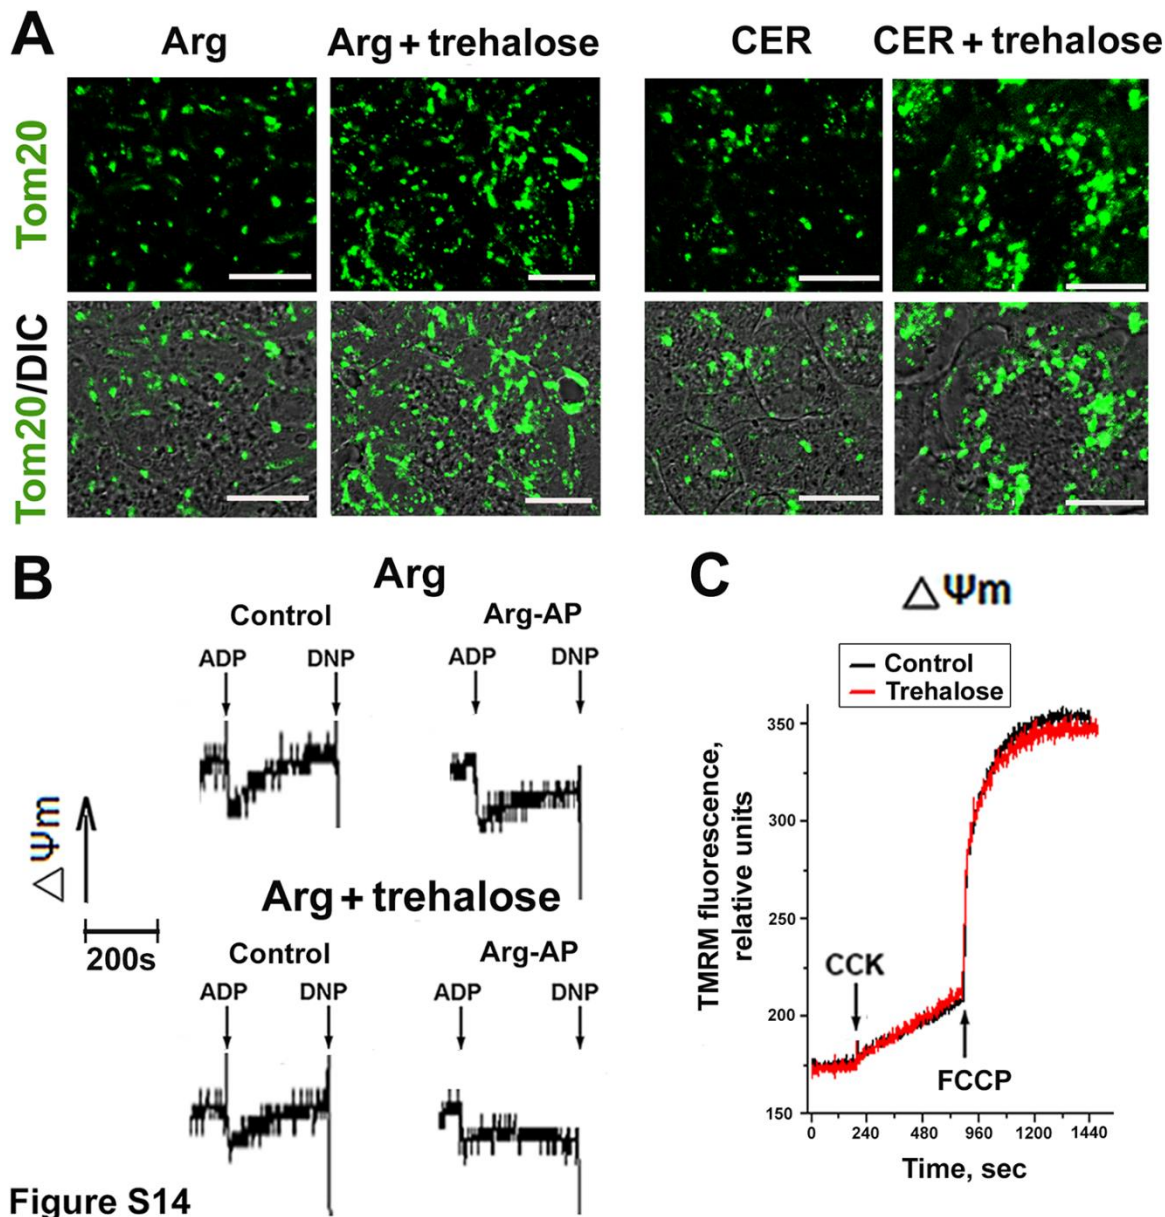 A
Arg
Arg + trehalose
CER
CER + trehalose
Tom20
Tom20/DIC
B
Arg
Control
Arg-AP
ADP
DNP
ADP
DNP
△ Ψm
200s
Arg + trehalose
Control
Arg-AP
ADP
DNP
ADP
DNP
C
△ Ψm
Control
Trehalose
TMRM fluorescence,
relative units
350
300
250
200
150
CCK
FCCP
0
240
480
720
960
1200
1440
Time, sec
Figure S14